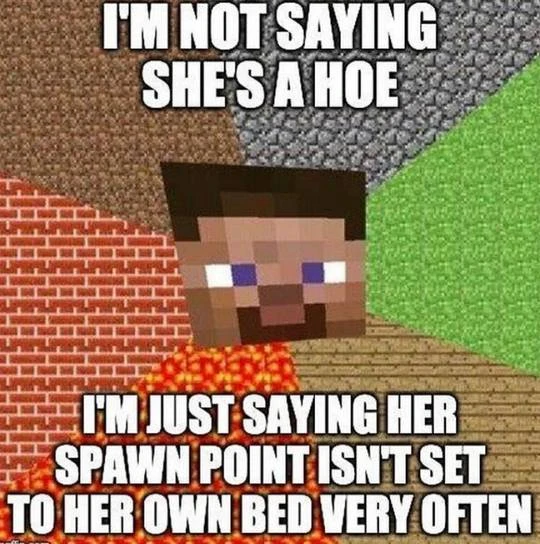 I'M NOT SAYING
SHE'S A HOE
I'M JUST SAYING HER
SPAWN POINT ISN'T SET
TO HER OWN BED VERY OFTEN